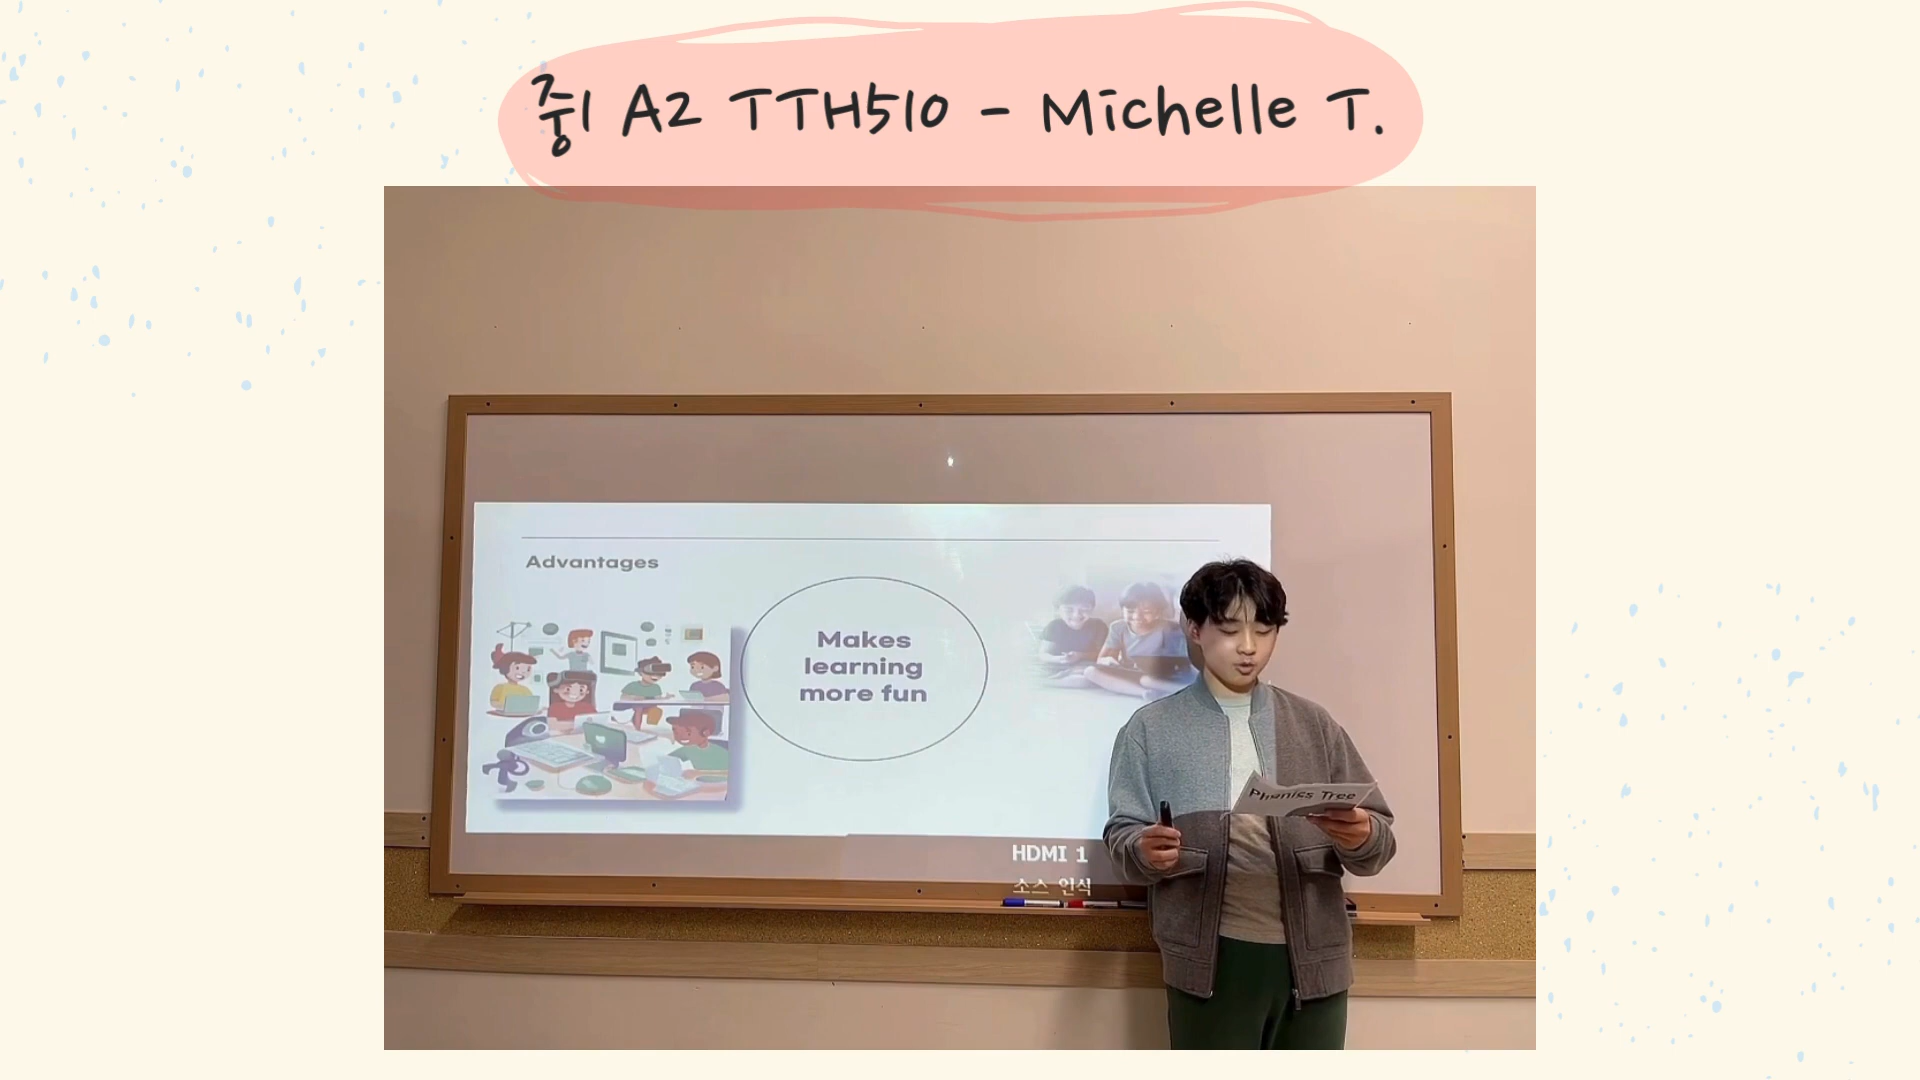 중1 A2 TTH510 - Michelle T.
Advantages
Makes
learning
more fun
Phonics Tree
HDMI 1
소스 인식